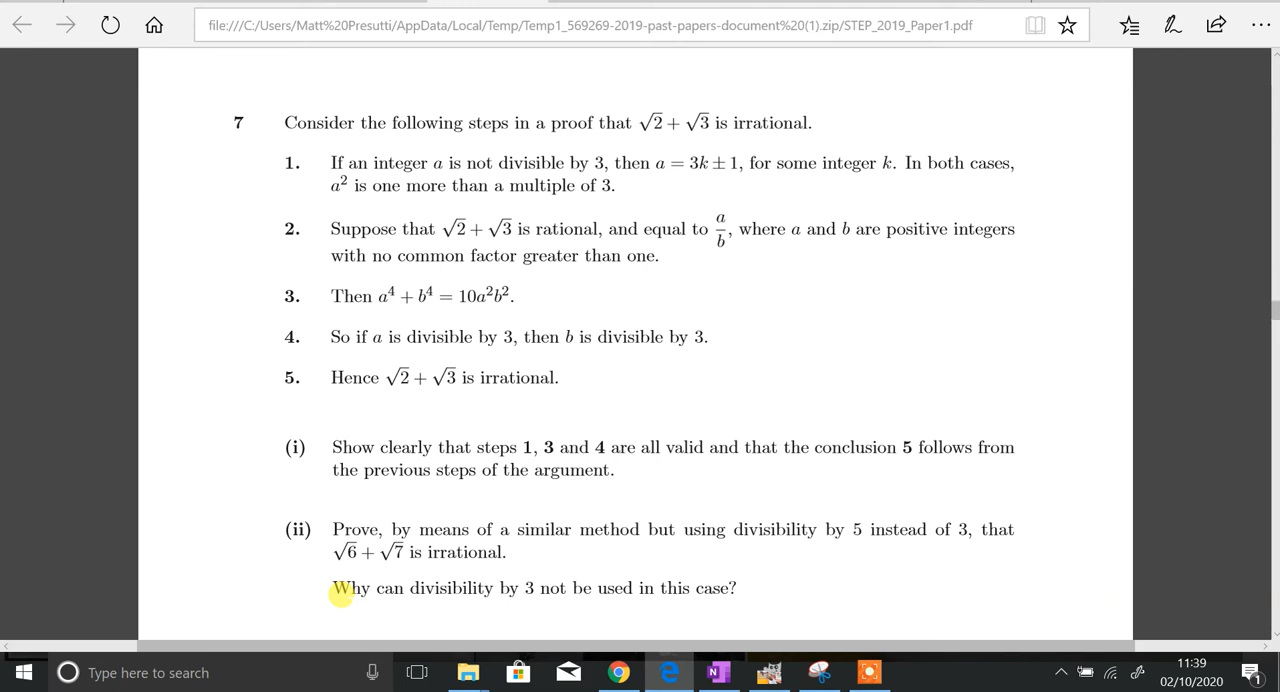 file:///C:/Users/Matt%20Presutti/AppData/Local/Temp/Temp1_569269-2019-past-papers-document%20(1).zip/STEP_2019_Paper1.pdf
7 Consider the following steps in a proof that √2 + √3 is irrational.
1. If an integer a is not divisible by 3, then a = 3k ± 1, for some integer k. In both cases,
a² is one more than a multiple of 3.
2. Suppose that √2 + √3 is rational, and equal to a/b, where a and b are positive integers
with no common factor greater than one.
3. Then a⁴ + b⁴ = 10a²b².
4. So if a is divisible by 3, then b is divisible by 3.
5. Hence √2 + √3 is irrational.
(i) Show clearly that steps 1, 3 and 4 are all valid and that the conclusion 5 follows from
the previous steps of the argument.
(ii) Prove, by means of a similar method but using divisibility by 5 instead of 3, that
√6 + √7 is irrational.
Why can divisibility by 3 not be used in this case?
Type here to search
11:39
02/10/2020
1